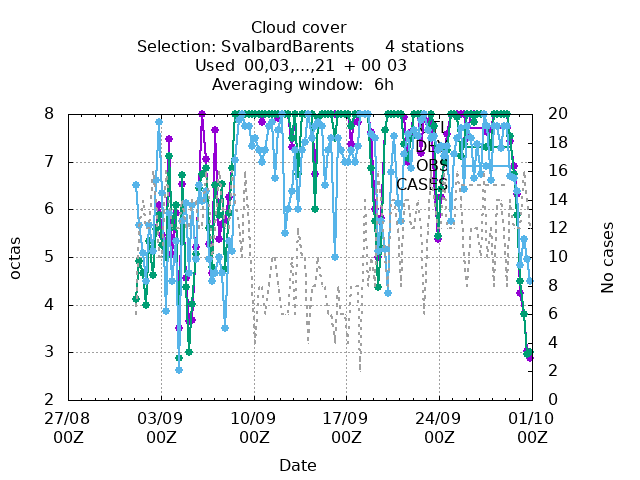 Cloud cover
Selection: SvalbardBarents 4 stations
Used 00,03,...,21 + 00 03
Averaging window: 6h
8
7
6
5
4
3
2
octas
20
18
16
14
12
10
8
6
4
2
0
No cases
OBS
CASES
27/08 03/09 10/09 17/09 24/09 01/10
00Z 00Z 00Z 00Z 00Z 00Z
Date